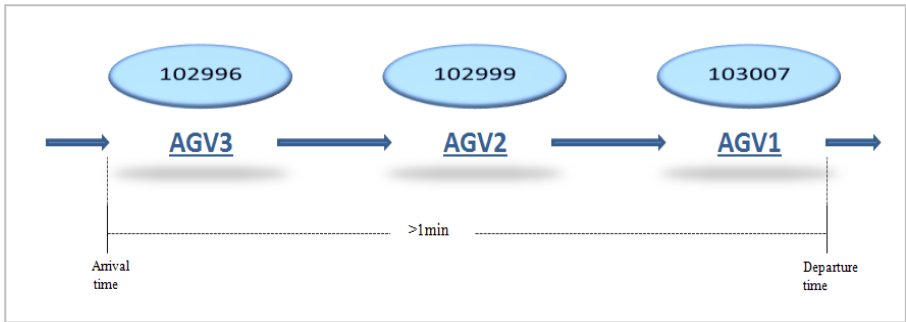 102996 102999 103007
AGV3 AGV2 AGV1
>1min
Arrival Departure
time time